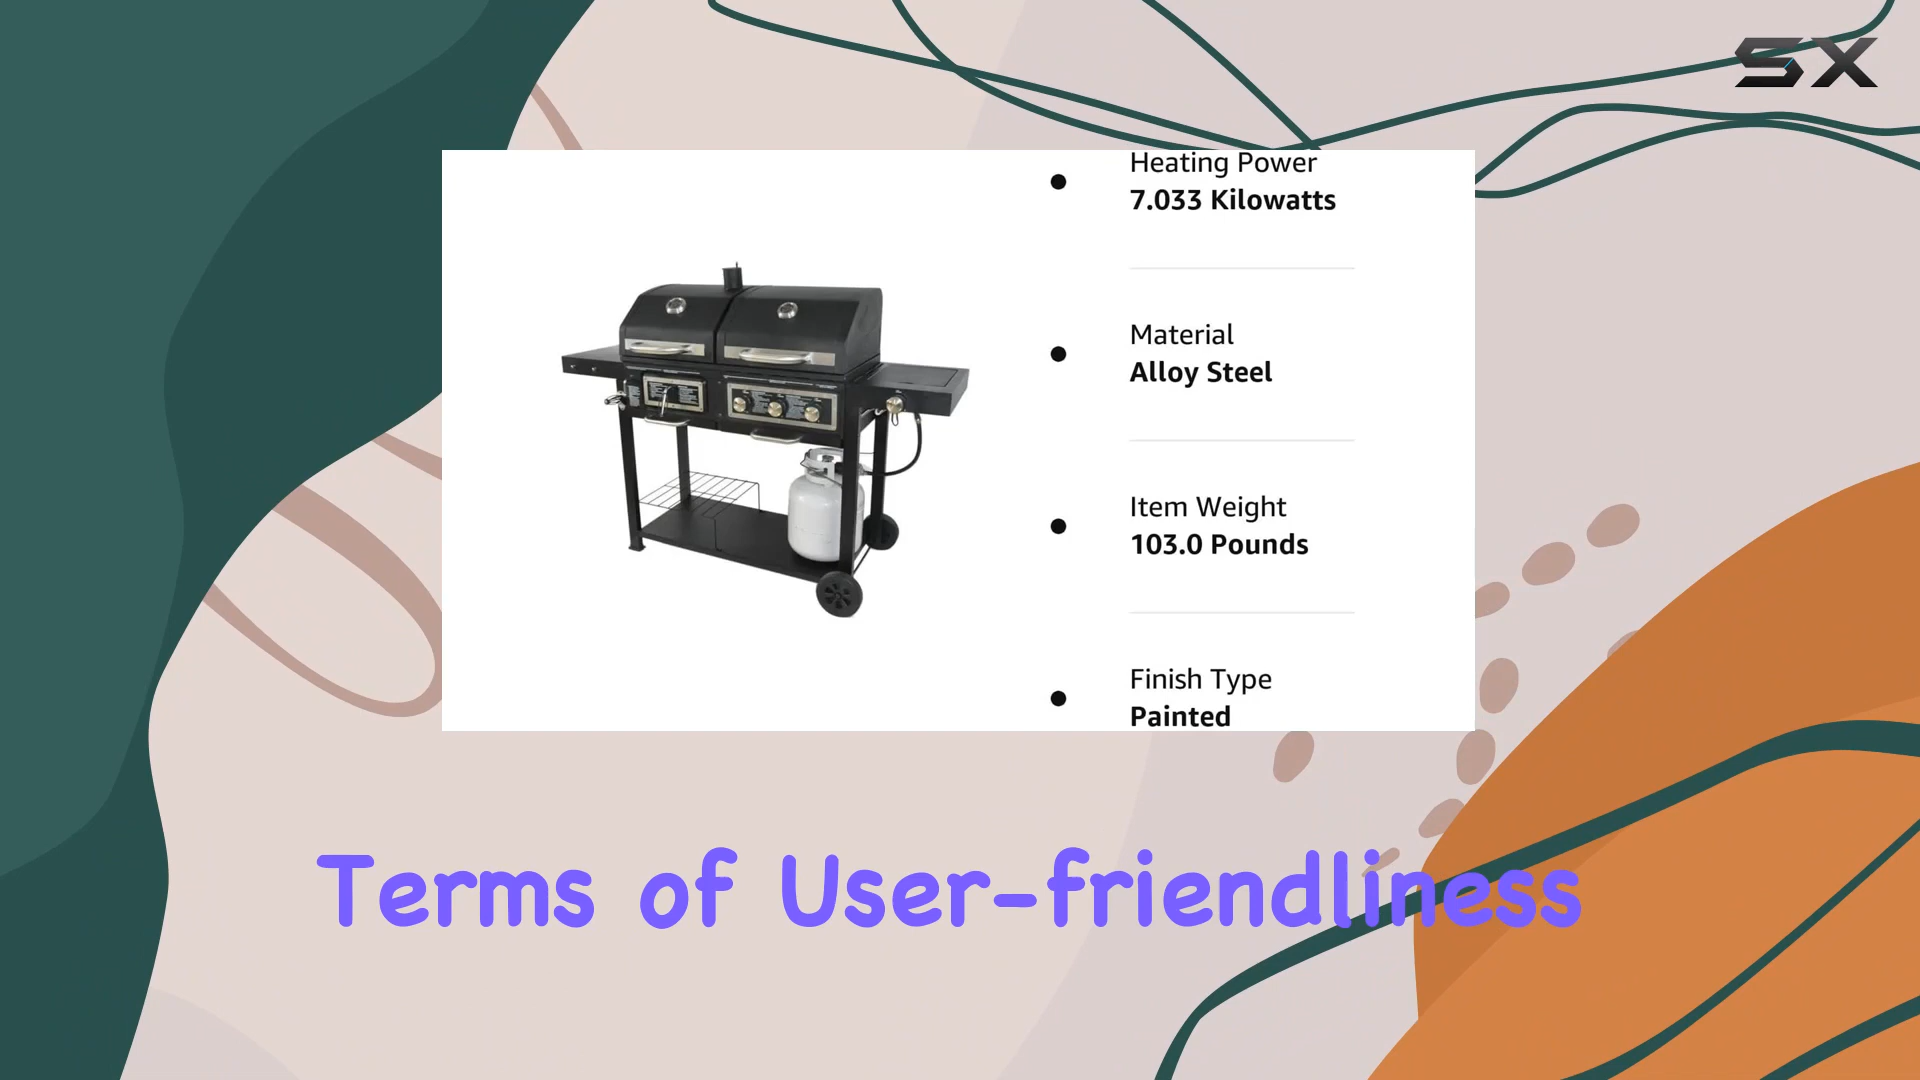 SX
Heating Power
7.033 Kilowatts
Material
Alloy Steel
Item Weight
103.0 Pounds
Finish Type
Painted
Terms of User-friendliness